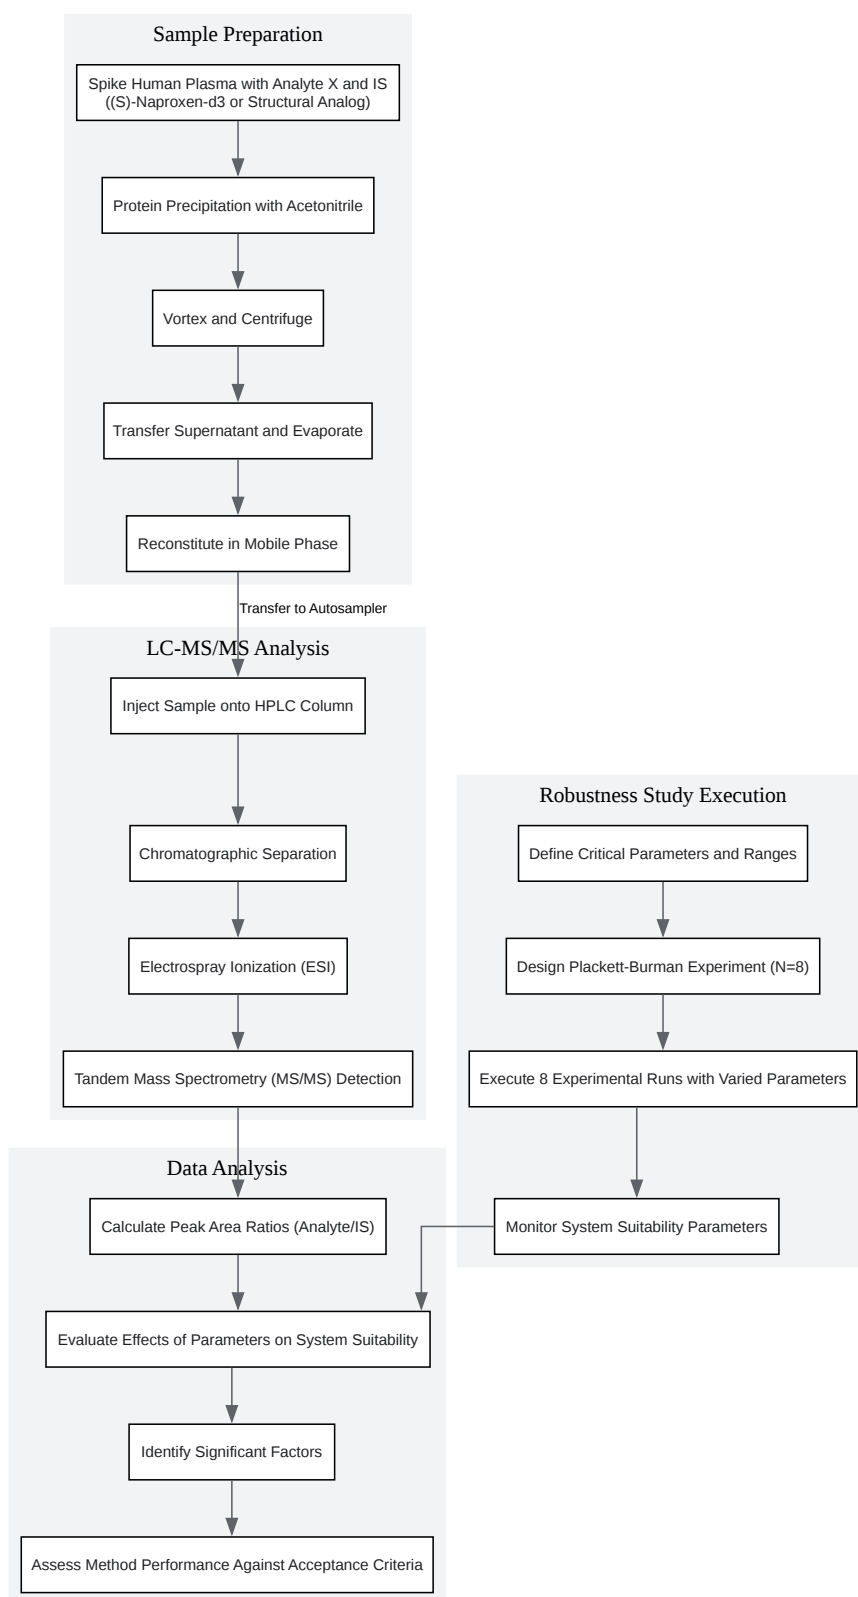 Sample Preparation
Spike Human Plasma with Analyte X and IS
((S)-Naproxen-d3 or Structural Analog)
Protein Precipitation with Acetonitrile
Vortex and Centrifuge
Transfer Supernatant and Evaporate
Reconstitute in Mobile Phase
Transfer to Autosampler
LC-MS/MS Analysis
Inject Sample onto HPLC Column
Chromatographic Separation
Electrospray Ionization (ESI)
Tandem Mass Spectrometry (MS/MS) Detection
Robustness Study Execution
Define Critical Parameters and Ranges
Design Plackett-Burman Experiment (N=8)
Execute 8 Experimental Runs with Varied Parameters
Monitor System Suitability Parameters
Data Analysis
Calculate Peak Area Ratios (Analyte/IS)
Evaluate Effects of Parameters on System Suitability
Identify Significant Factors
Assess Method Performance Against Acceptance Criteria